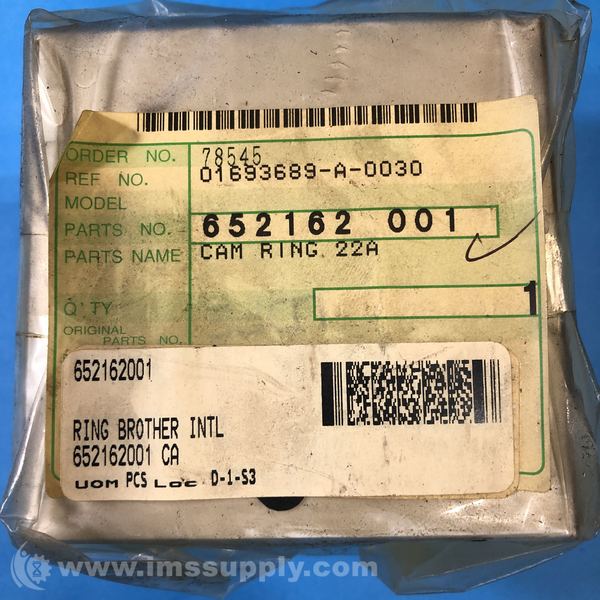 ORDER NO. 78545
REF NO. 01693689-A-0030
MODEL
PARTS NO. 652162 001
PARTS NAME CAM RING 22A
Q'TY 1
ORIGINAL PARTS NO.
652162001
RING BROTHER INTL
652162001 CA
UOM PCS LOC D-1-S3
www.imssupply.com